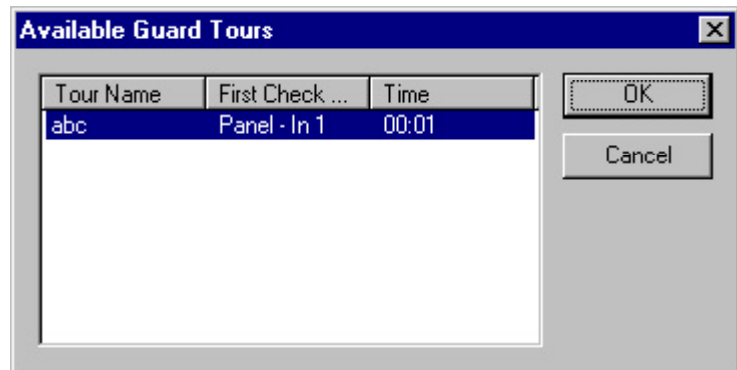 Available Guard Tours
Tour Name First Check ... Time
abc Panel - In 1 00:01
OK
Cancel